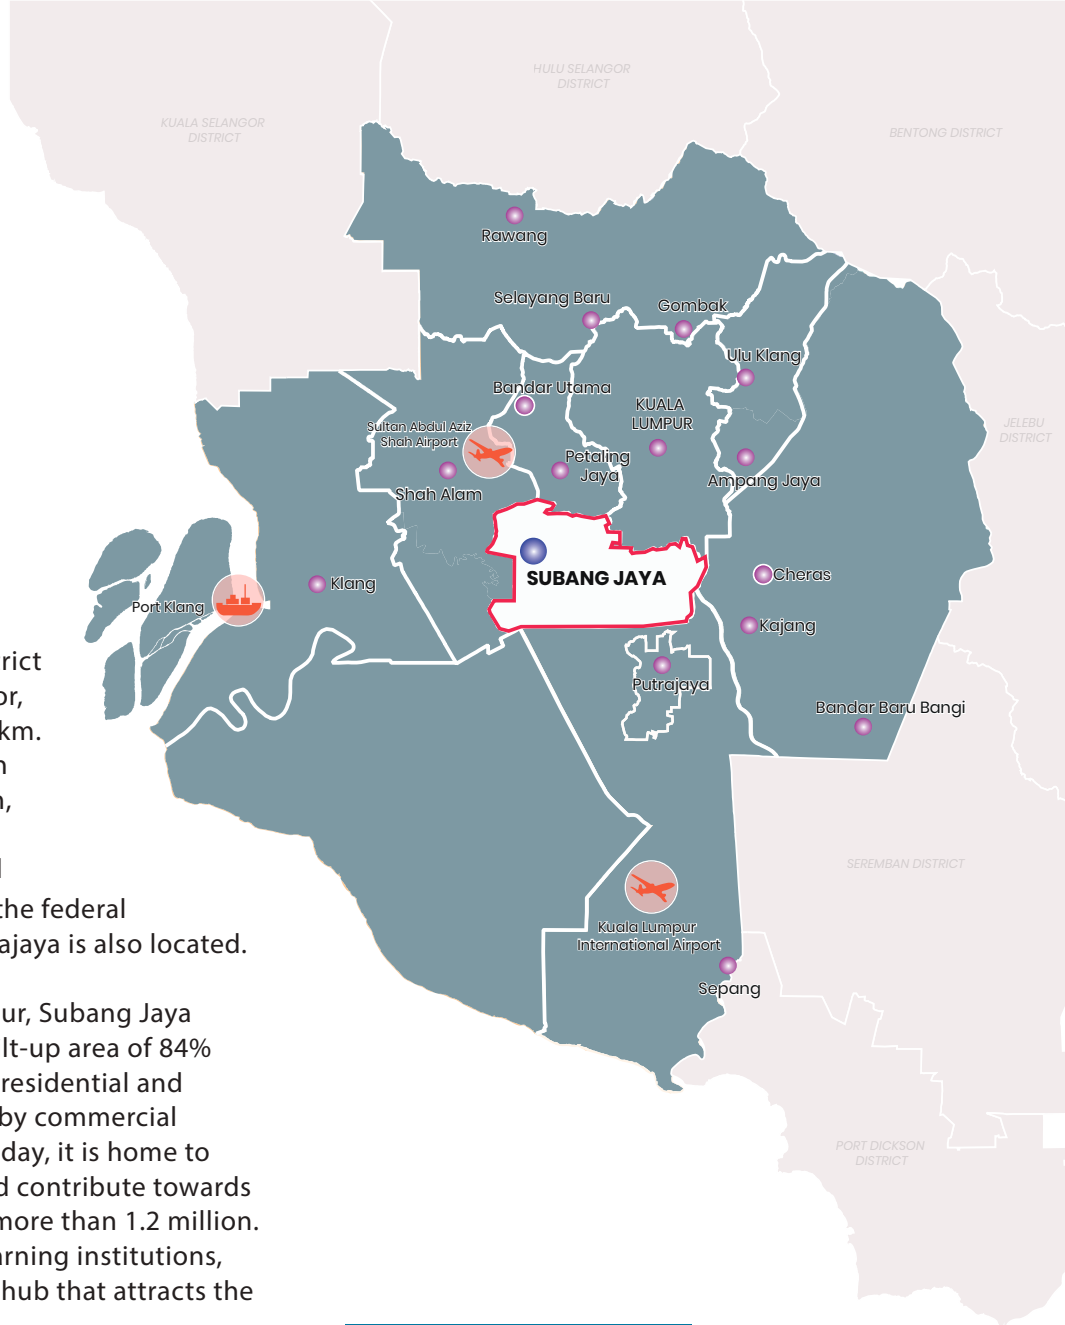 HULU SELANGOR
DISTRICT
KUALA SELANGOR
DISTRICT
BENTONG DISTRICT
Rawang
Selayang Baru
Gombak
Ulu Klang
Bandar Utama
KUALA
LUMPUR
Sultan Abdul Aziz
Shah Airport
JELEBU
DISTRICT
Petaling
Jaya
Shah Alam
Ampang Jaya
SUBANG JAYA
Cheras
Klang
Port Klang
Kajang
Putrajaya
Bandar Baru Bangi
SEREMBAN DISTRICT
Kuala Lumpur
International Airport
Sepang
PORT DICKSON
DISTRICT
rict
or,
km.
n
n,
l
the federal
ajaya is also located.
ur, Subang Jaya
lt-up area of 84%
residential and
by commercial
day, it is home to
d contribute towards
more than 1.2 million.
arning institutions,
hub that attracts the